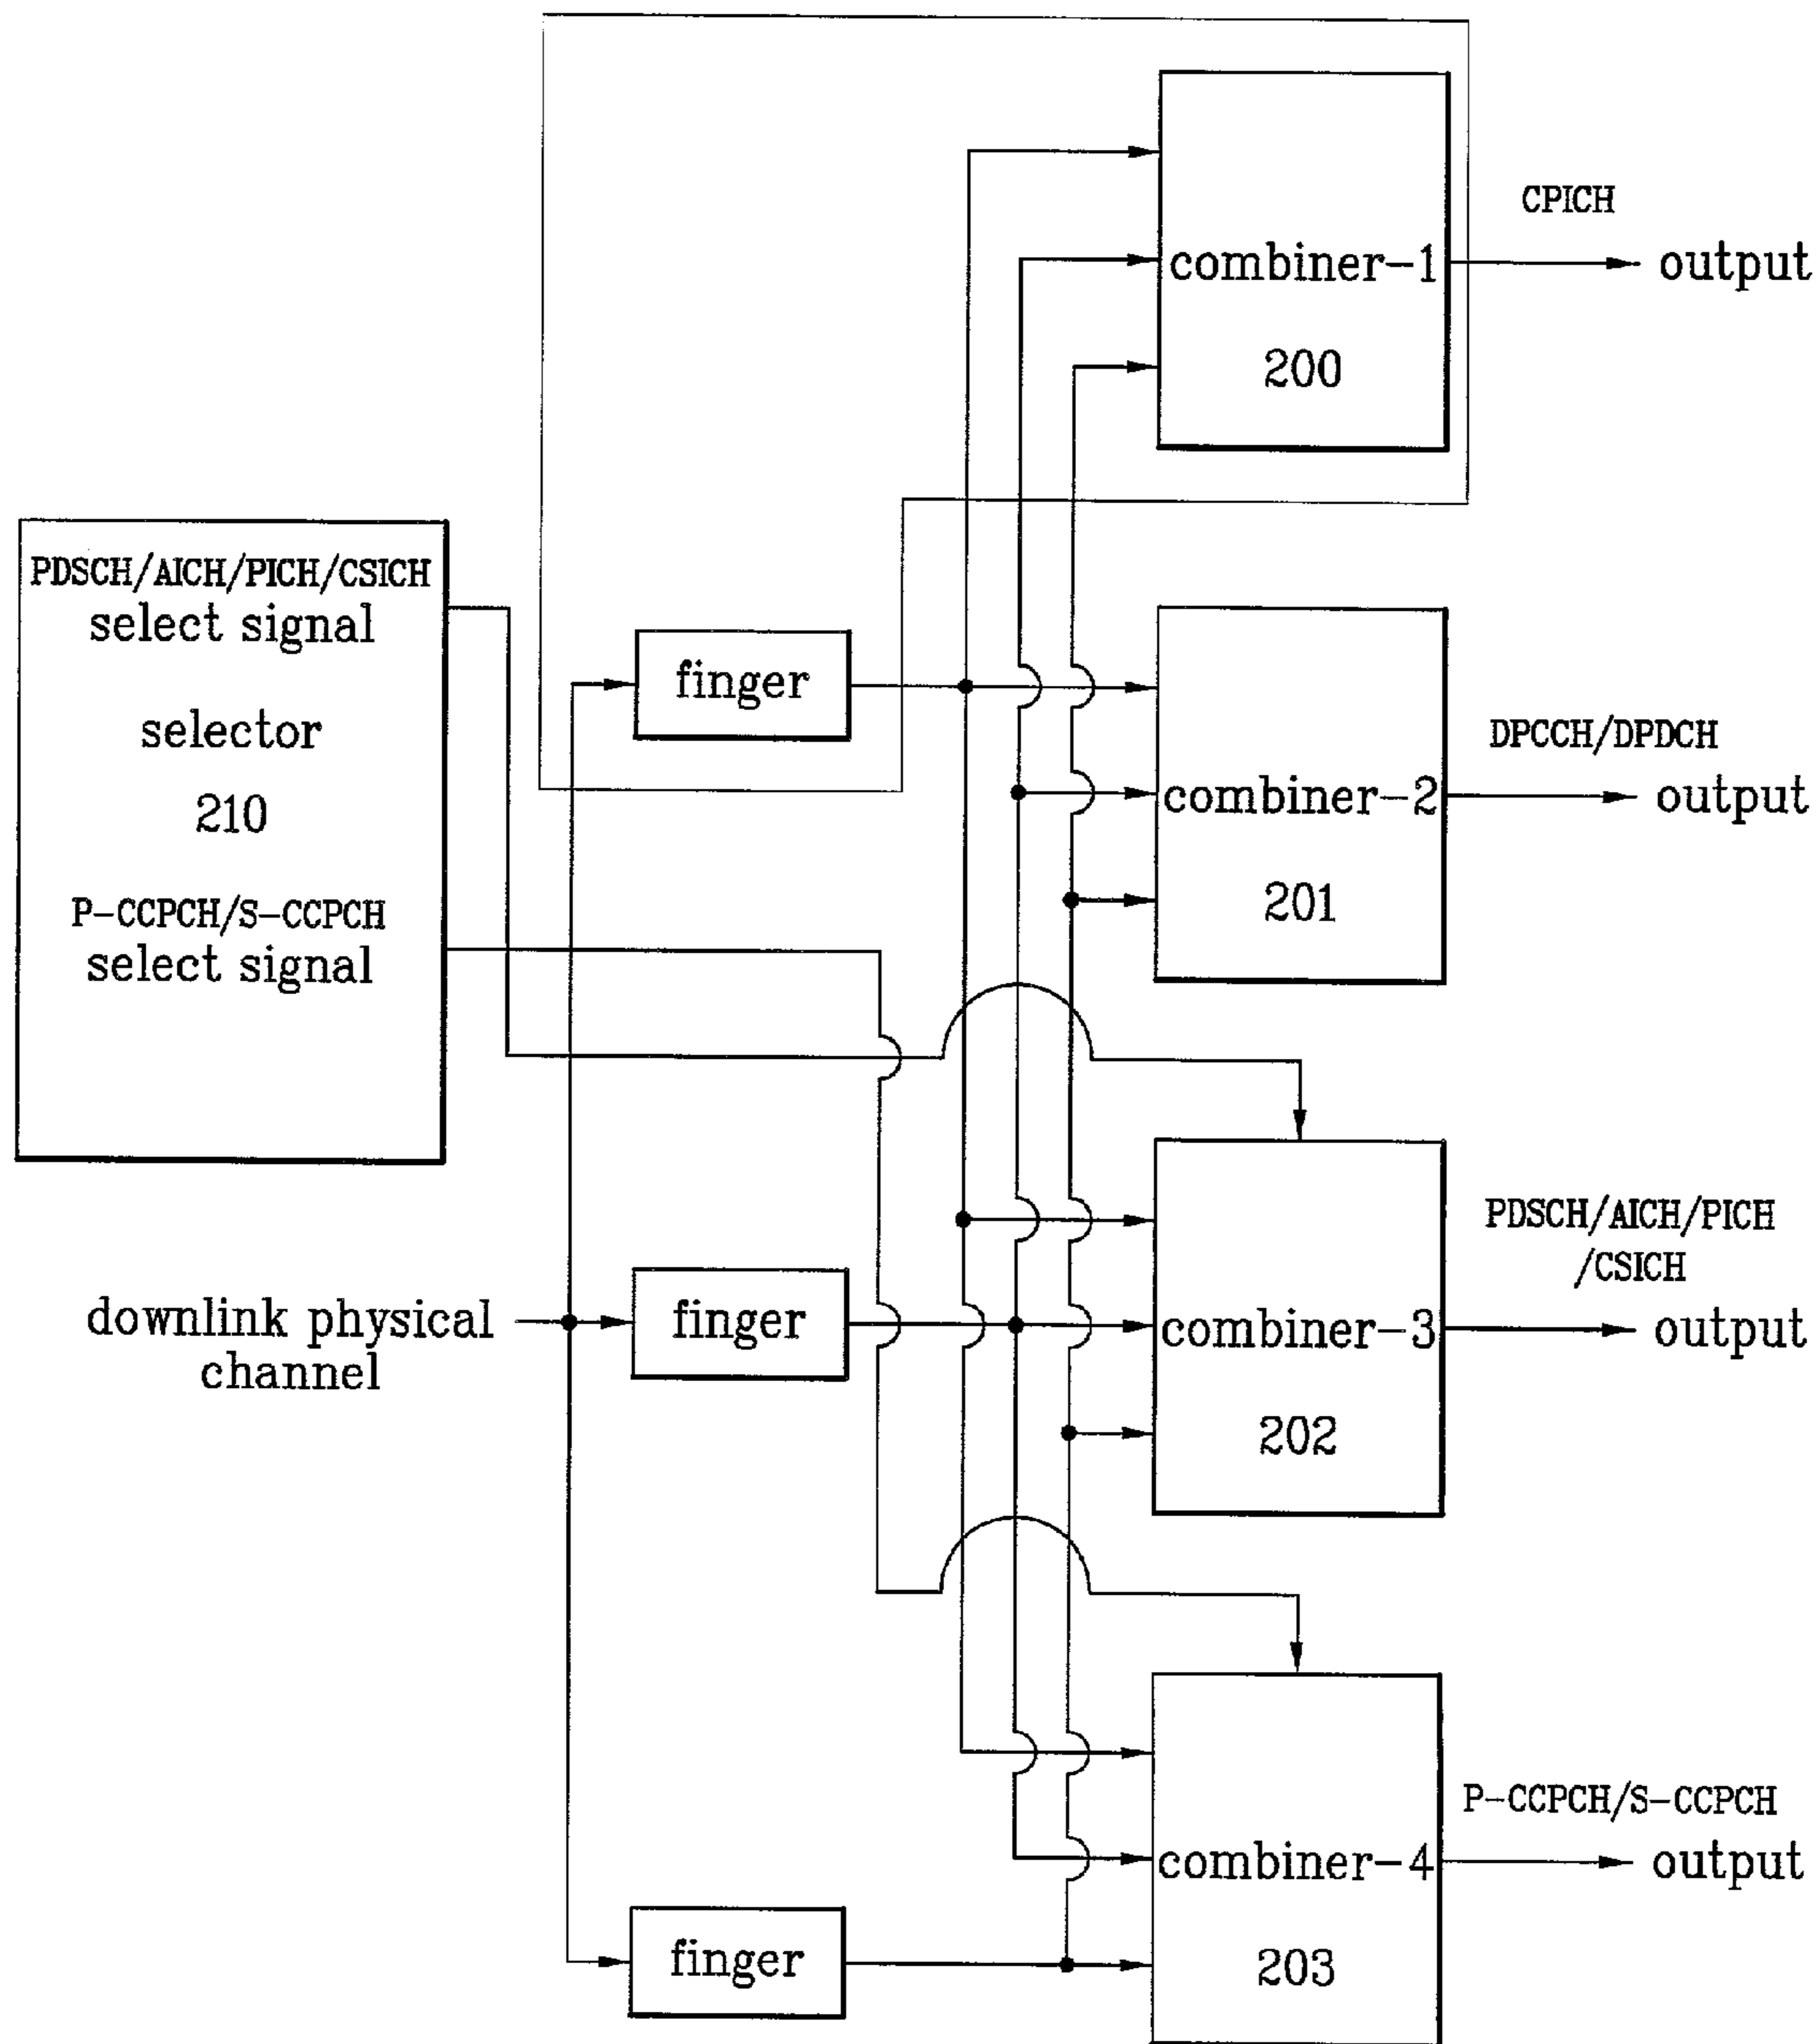 CPICH
combiner-1
output
200
PDSCH/AICH/PICH/CSICH
select signal
selector
210
P-CCPCH/S-CCPCH
select signal
finger
DPCCH/DPDCH
combiner-2
output
201
downlink physical
channel
finger
PDSCH/AICH/PICH
/CSICH
combiner-3
output
202
finger
P-CCPCH/S-CCPCH
combiner-4
output
203